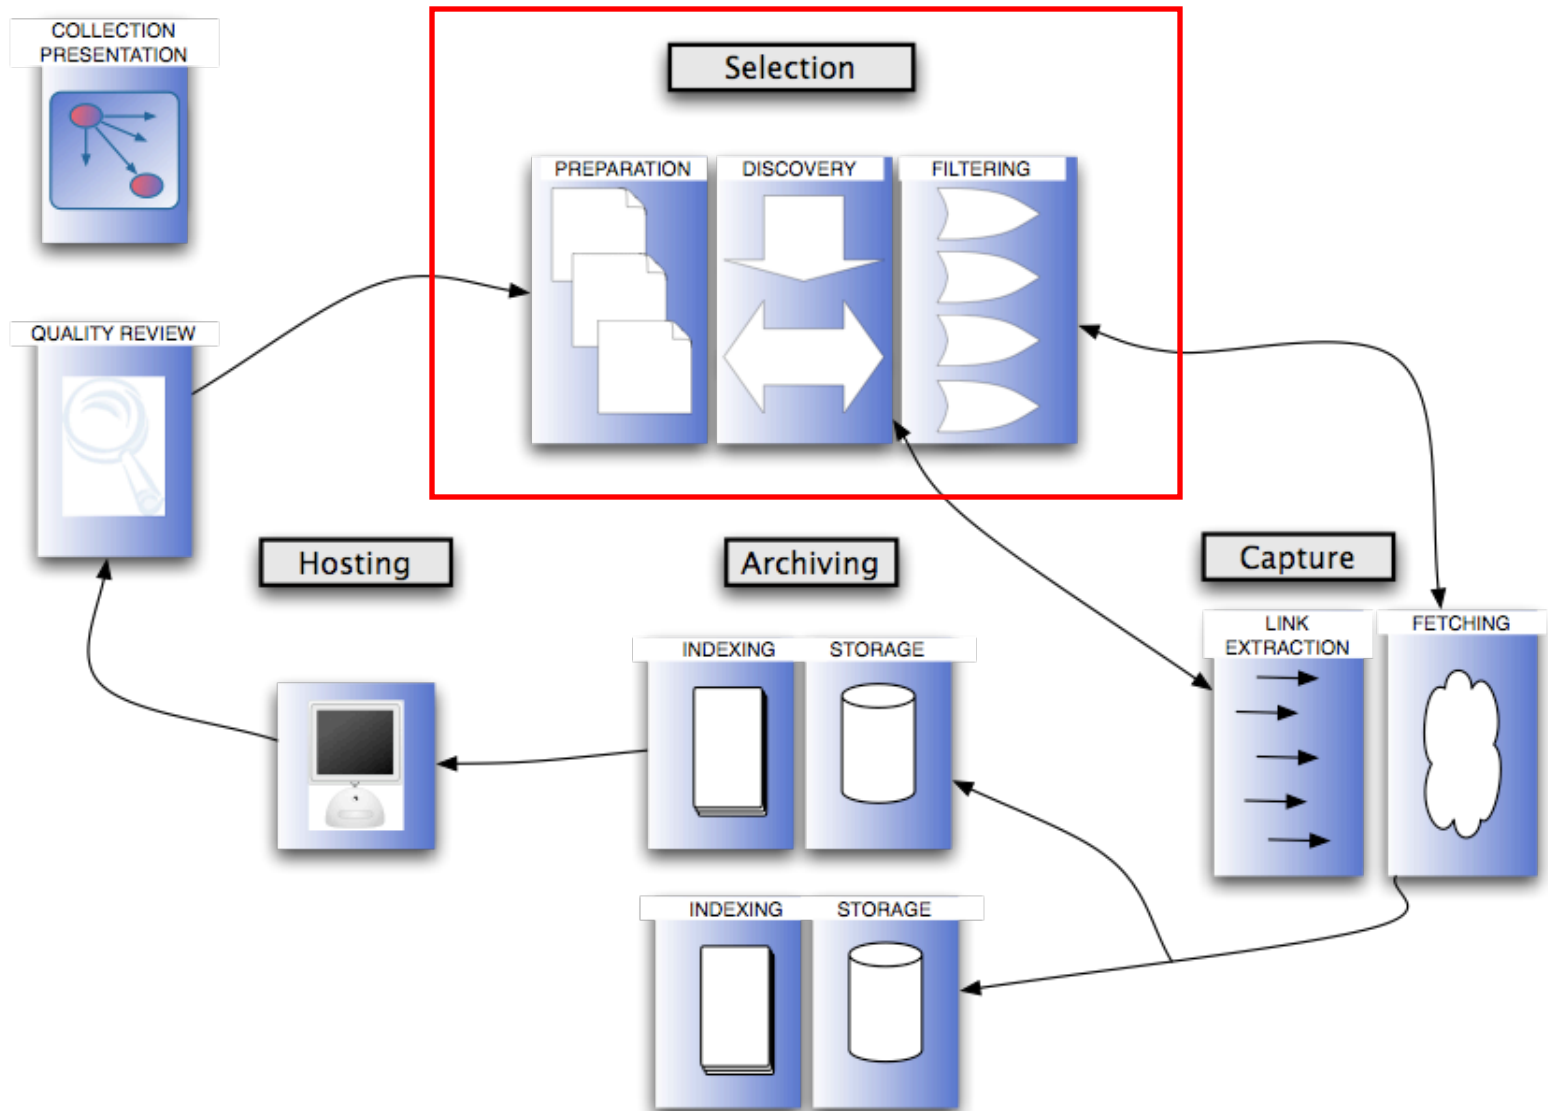 COLLECTION
PRESENTATION
Selection
PREPARATION
DISCOVERY
FILTERING
QUALITY REVIEW
Hosting
Archiving
Capture
INDEXING
STORAGE
LINK
EXTRACTION
FETCHING
INDEXING
STORAGE